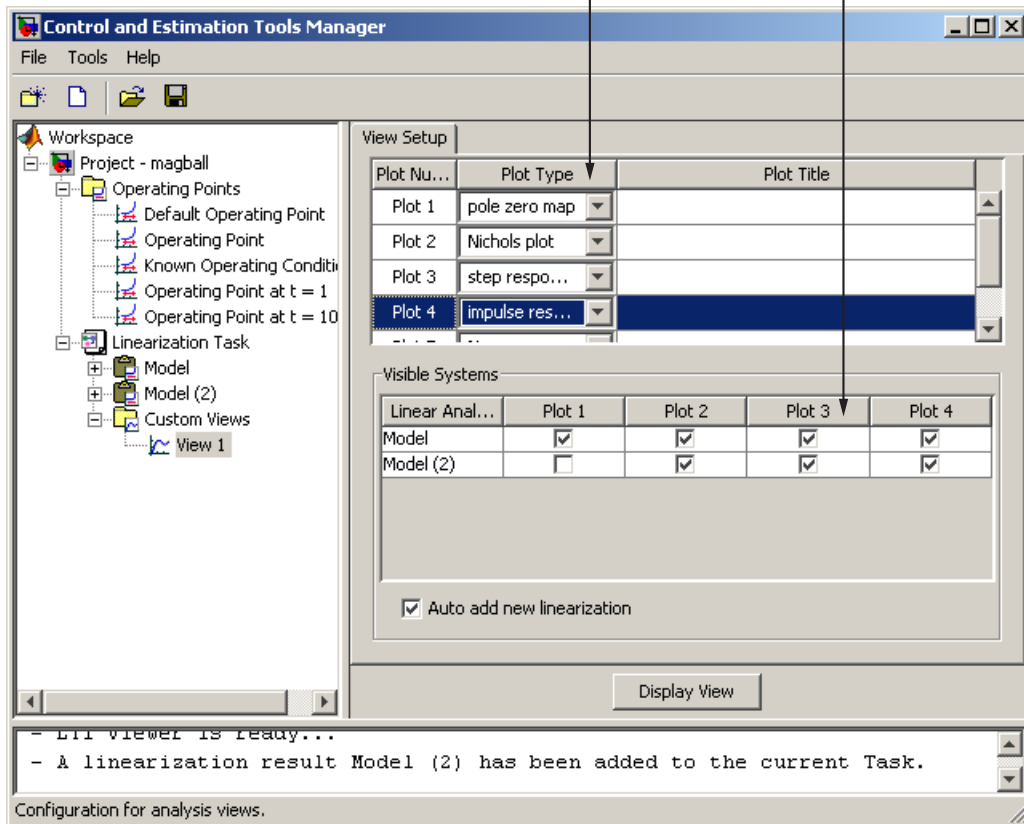 Control and Estimation Tools Manager
File Tools Help
Workspace
Project - magball
Operating Points
Default Operating Point
Operating Point
Known Operating Conditi
Operating Point at t = 1
Operating Point at t = 10
Linearization Task
Model
Model (2)
Custom Views
View 1
View Setup
Plot Nu... Plot Type Plot Title
Plot 1 pole zero map
Plot 2 Nichols plot
Plot 3 step respo...
Plot 4 impulse res...
Visible Systems
Linear Anal... Plot 1 Plot 2 Plot 3 Plot 4
Model
Model (2)
Auto add new linearization
Display View
- LTI Viewer is ready...
- A linearization result Model (2) has been added to the current Task.
Configuration for analysis views.